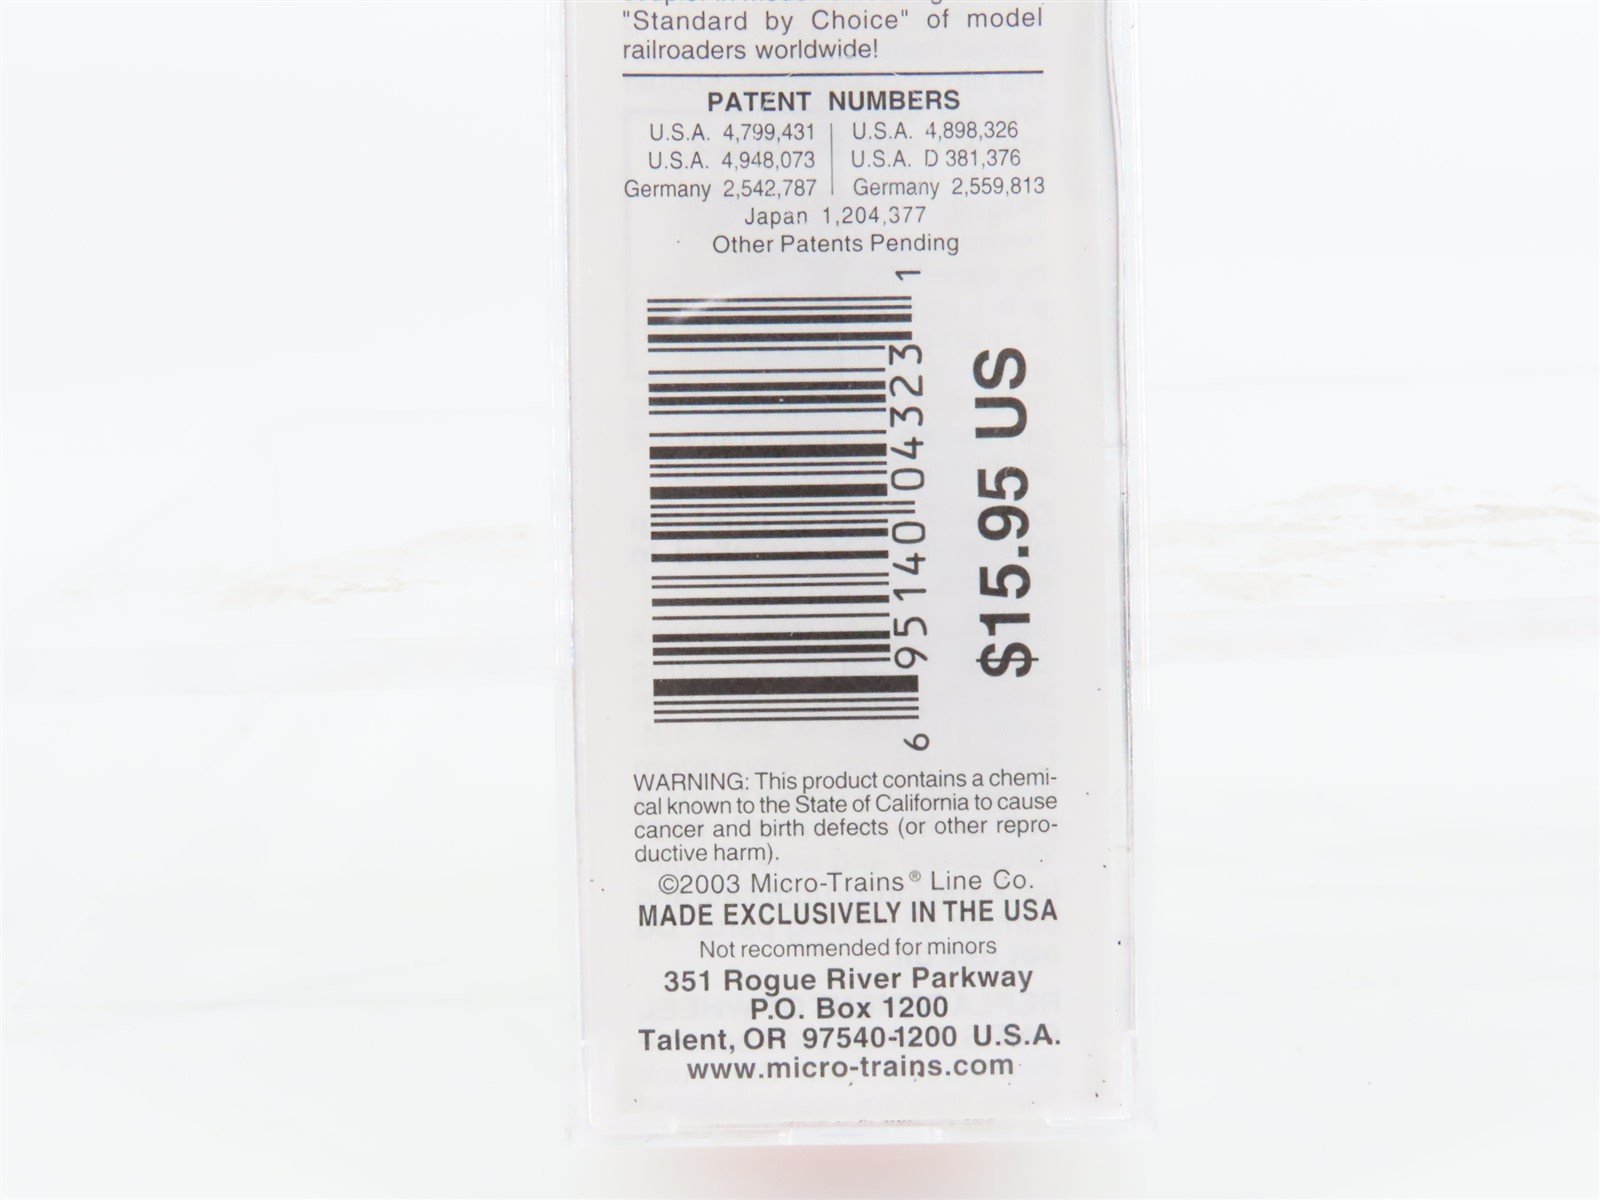 "Standard by Choice" of model
railroaders worldwide!
PATENT NUMBERS
U.S.A. 4,799,431 | U.S.A. 4,898,326
U.S.A. 4,948,073 | U.S.A. D 381,376
Germany 2,542,787 | Germany 2,559,813
Japan 1,204,377
Other Patents Pending
6 95140 04323 1
$15.95 US
WARNING: This product contains a chemi-
cal known to the State of California to cause
cancer and birth defects (or other repro-
ductive harm).
©2003 Micro-Trains® Line Co.
MADE EXCLUSIVELY IN THE USA
Not recommended for minors
351 Rogue River Parkway
P.O. Box 1200
Talent, OR 97540-1200 U.S.A.
www.micro-trains.com